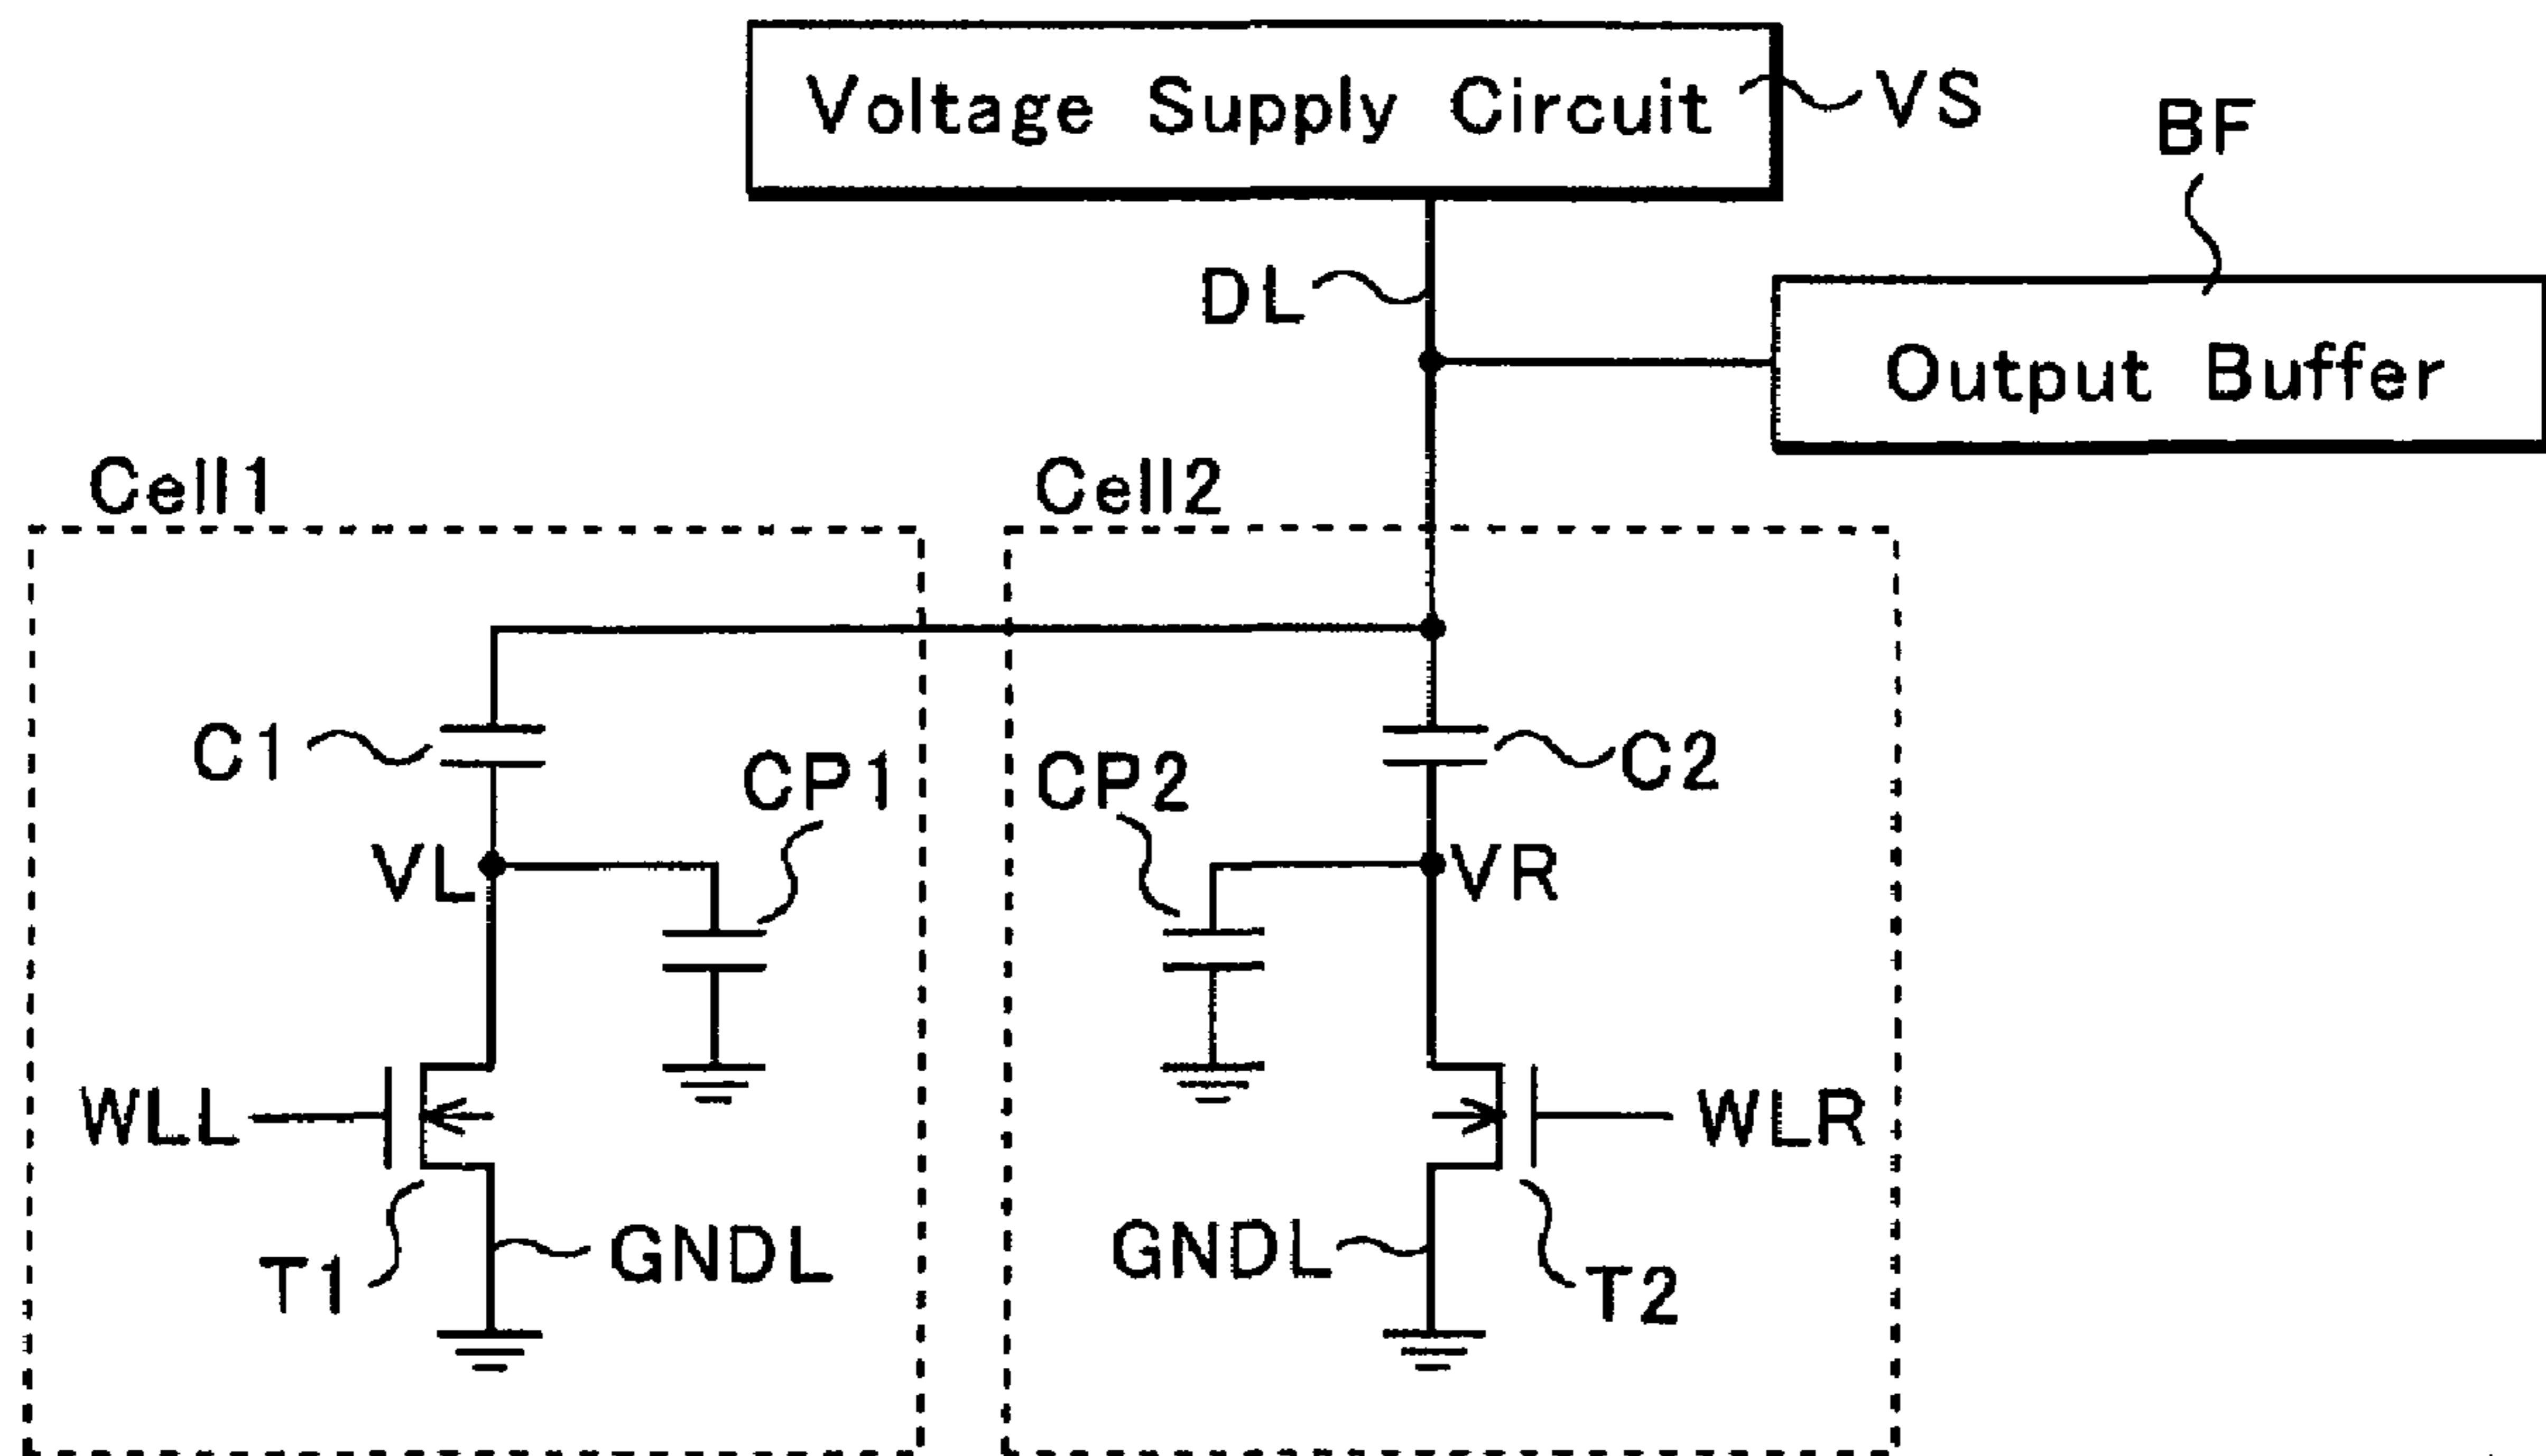 Voltage Supply Circuit
VS
BF
DL
Output Buffer
Cell1
Cell2
C1
CP1
CP2
C2
VL
VR
WLL
WLR
T1
GNDL
GNDL
T2